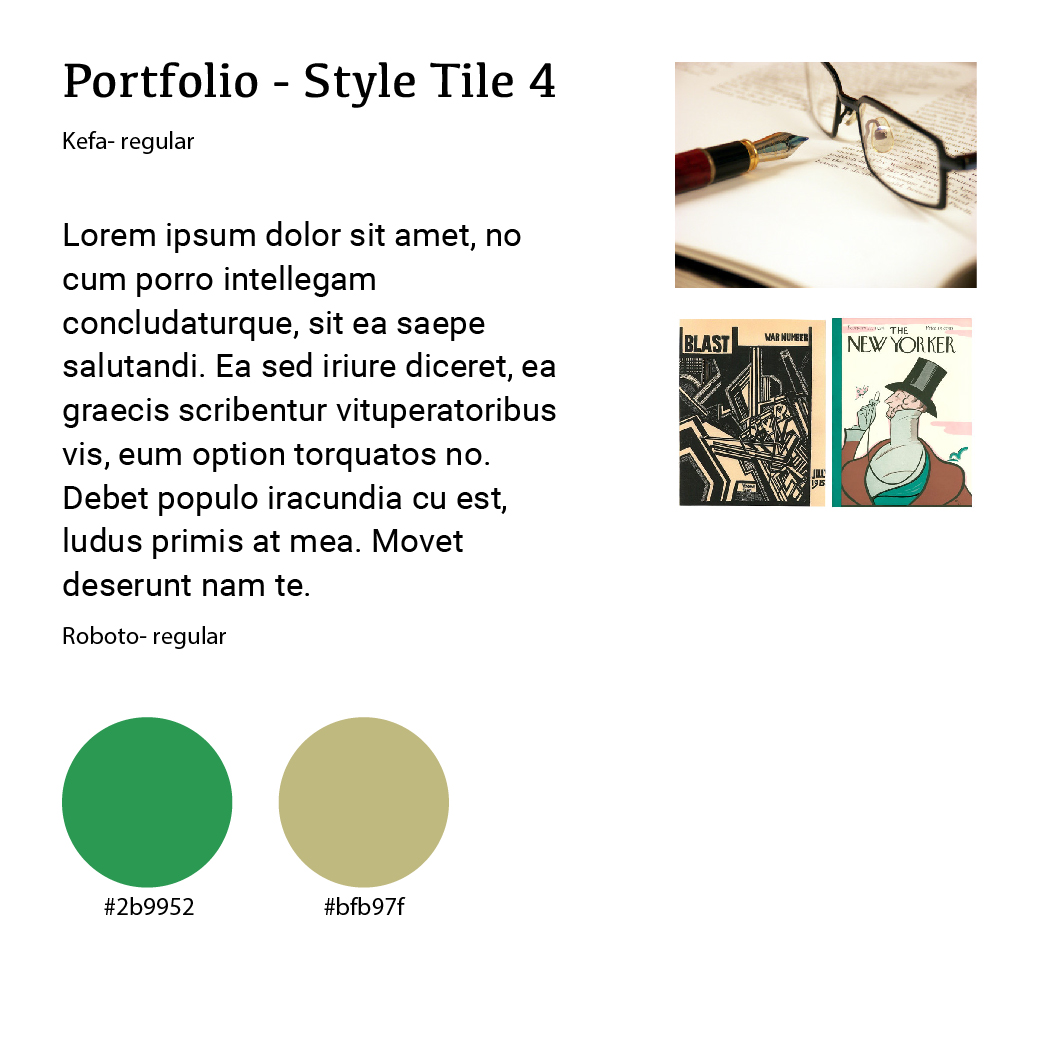 Portfolio - Style Tile 4
Kefa- regular
Lorem ipsum dolor sit amet, no
cum porro intellegam
concludaturque, sit ea saepe
salutandi. Ea sed iriure diceret, ea
graecis scribentur vituperatoribus
vis, eum option torquatos no.
Debet populo iracundia cu est,
ludus primis at mea. Movet
deserunt nam te.
Roboto- regular
#2b9952
#bfb97f
BLAST
WAR NUMBER
JULY
1915
THE
Price 15 cents
NEW YORKER